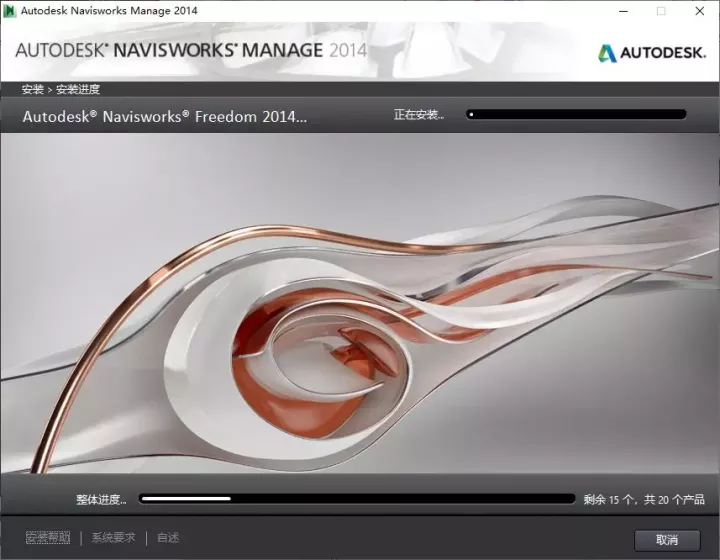 Autodesk Navisworks Manage 2014
AUTODESK® NAVISWORKS® MANAGE 2014
AUTODESK.
安装 > 安装进度
Autodesk® Navisworks® Freedom 2014...
正在安装...
整体进度...
剩余 15 个，共 20 个产品
安装帮助 | 系统要求 | 自述
取消